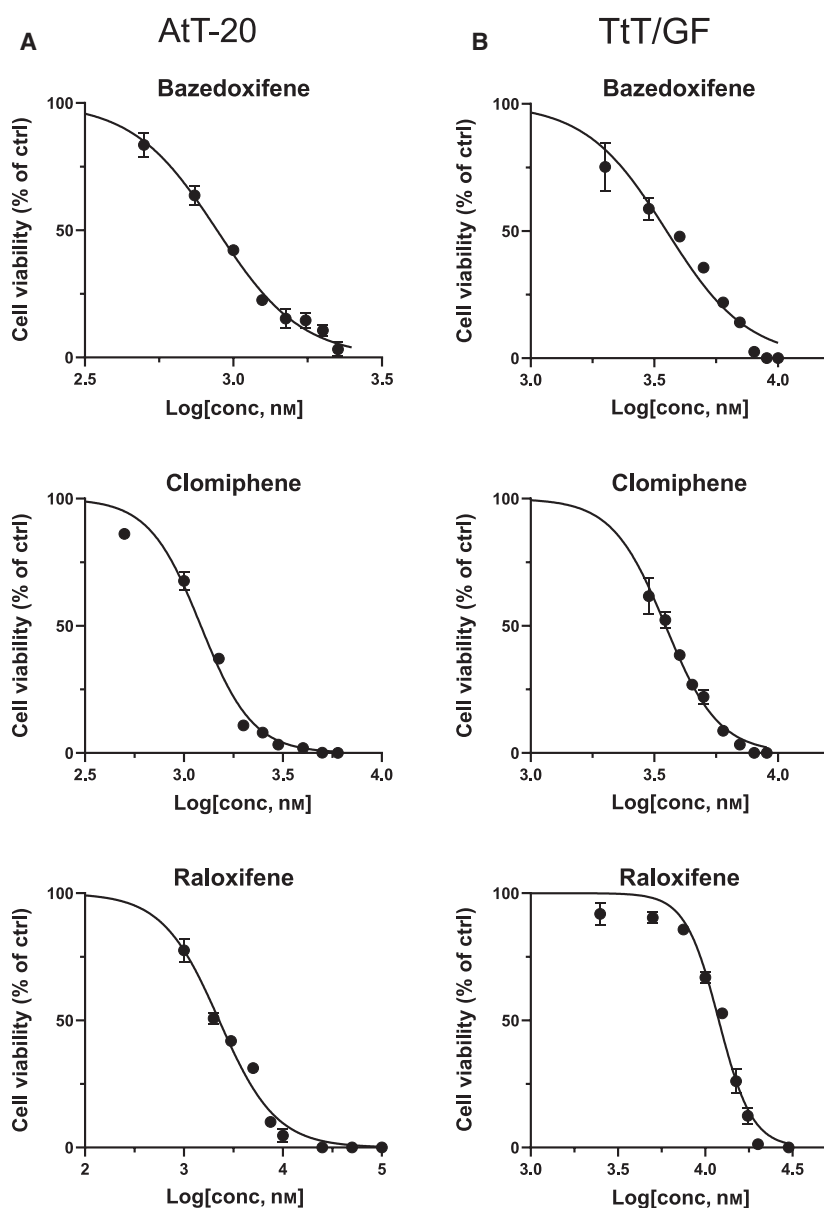 A AtT-20
B TtT/GF
Bazedoxifene
Cell viability (% of ctrl)
100
50
0
2.5 3.0 3.5
Log[conc, nM]
Bazedoxifene
Cell viability (% of ctrl)
100
50
0
3.0 3.5 4.0
Log[conc, nM]
Clomiphene
Cell viability (% of ctrl)
100
50
0
2.5 3.0 3.5 4.0
Log[conc, nM]
Clomiphene
Cell viability (% of ctrl)
100
50
0
3.0 3.5 4.0
Log[conc, nM]
Raloxifene
Cell viability (% of ctrl)
100
50
0
2 3 4 5
Log[conc, nM]
Raloxifene
Cell viability (% of ctrl)
100
50
0
3.0 3.5 4.0 4.5
Log[conc, nM]